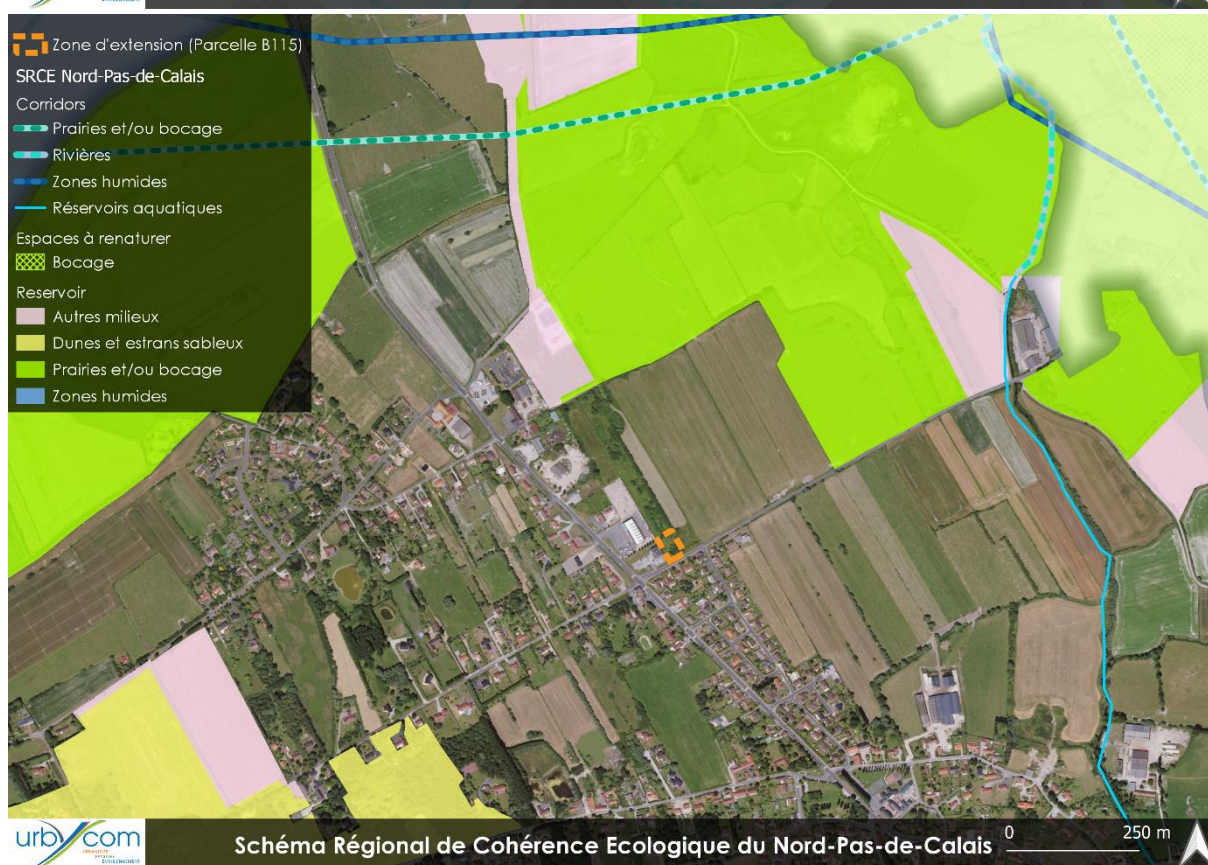 Zone d'extension (Parcelle B115)
SRCE Nord-Pas-de-Calais
Corridors
Prairies et/ou bocage
Rivières
Zones humides
Réservoirs aquatiques
Espaces à renaturer
Bocage
Reservoir
Autres milieux
Dunes et estrans sableux
Prairies et/ou bocage
Zones humides
urbycom
Schéma Régional de Cohérence Ecologique du Nord-Pas-de-Calais
0 250 m